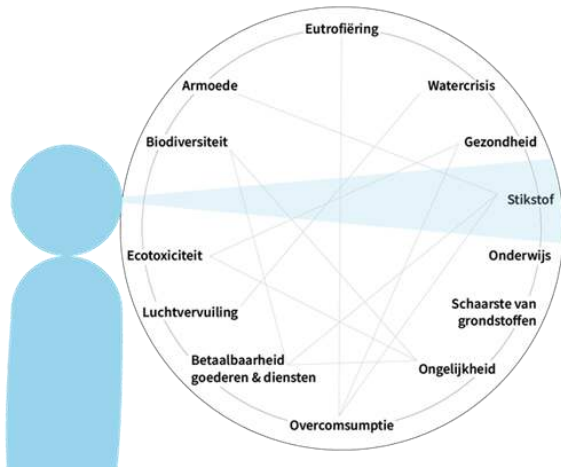 Eutrofiëring
Armoede
Watercrisis
Biodiversiteit
Gezondheid
Stikstof
Ecotoxiciteit
Onderwijs
Luchtvervuiling
Schaarste van
grondstoffen
Betaalbaarheid
goederen & diensten
Ongelijkheid
Overcomsumptie